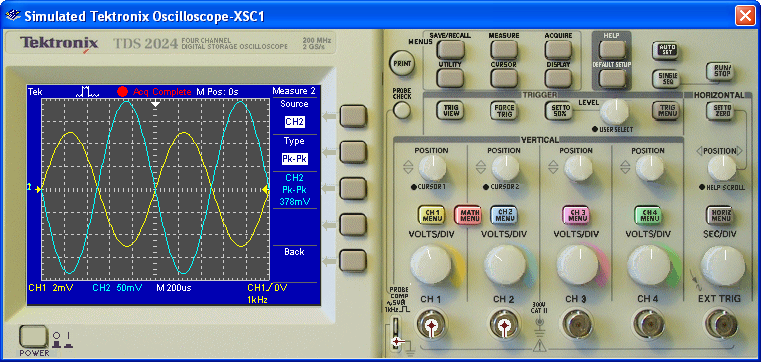 Simulated Tektronix Oscilloscope-XSC1
Tektronix TDS 2024 FOUR CHANNEL DIGITAL STORAGE OSCILLOSCOPE 200 MHz 2 GS/s
Tek Acq Complete M Pos: 0s Measure 2
Source
CH2
Type
Pk-Pk
CH2
Pk-Pk
378mV
Back
2
CH1 2mV CH2 50mV M 200us CH1/0V
1kHz
POWER
MENUS
SAVE/RECALL MEASURE ACQUIRE HELP
AUTO SET
PRINT
UTILITY CURSOR DISPLAY DEFAULT SETUP
SINGLE SEQ
RUN/STOP
PROBE CHECK
TRIGGER HORIZONTAL
TRIG VIEW FORCE TRIG SET TO 50% LEVEL TRIG MENU SET TO ZERO
USER SELECT
VERTICAL
POSITION POSITION POSITION POSITION POSITION
CURSOR 1 CURSOR 2 HELP SCROLL
CH 1 MENU MATH MENU CH 2 MENU CH 3 MENU CH 4 MENU HORIZ MENU
VOLTS/DIV VOLTS/DIV VOLTS/DIV VOLTS/DIV SEC/DIV
PROBE COMP
~5V
1kHz
CH 1 CH 2 300V CAT II CH 3 CH 4 EXT TRIG